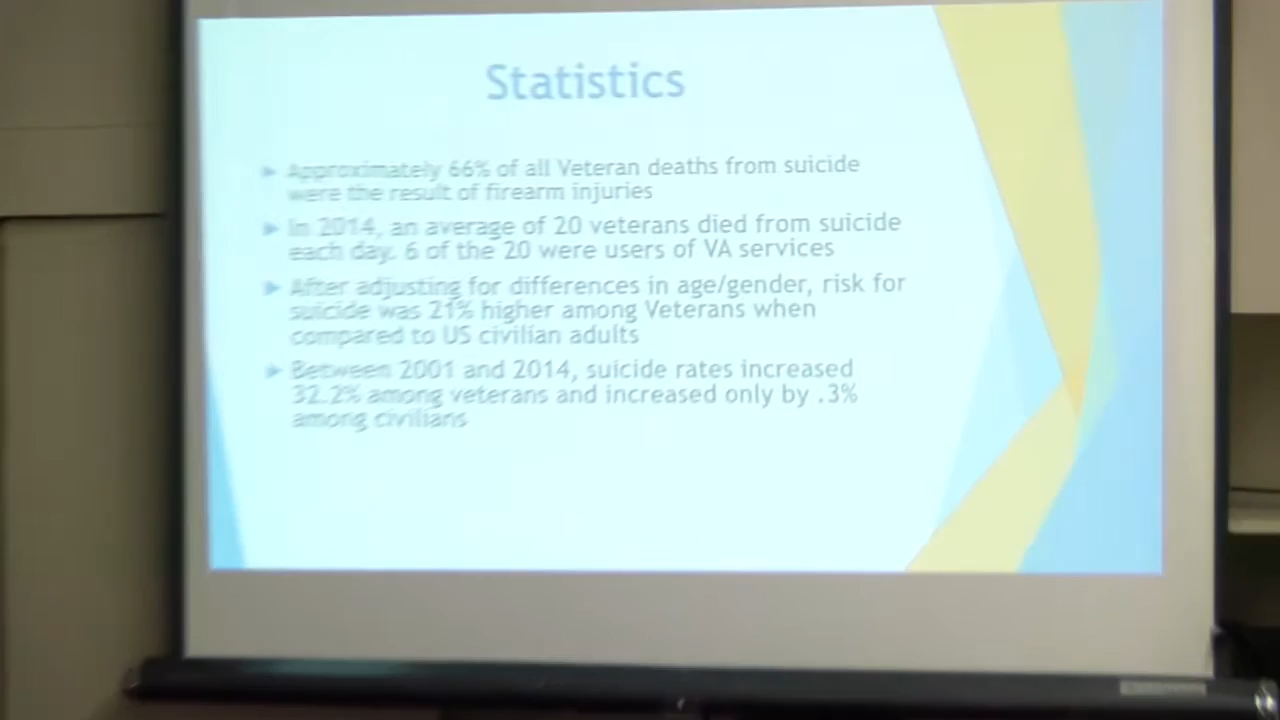 Statistics
Approximately 66% of all Veteran deaths from suicide
were the result of firearm injuries
In 2014, an average of 20 veterans died from suicide
each day. 6 of the 20 were users of VA services
After adjusting for differences in age/gender, risk for
suicide was 21% higher among Veterans when
compared to US civilian adults
Between 2001 and 2014, suicide rates increased
32.2% among veterans and increased only by .3%
among civilians